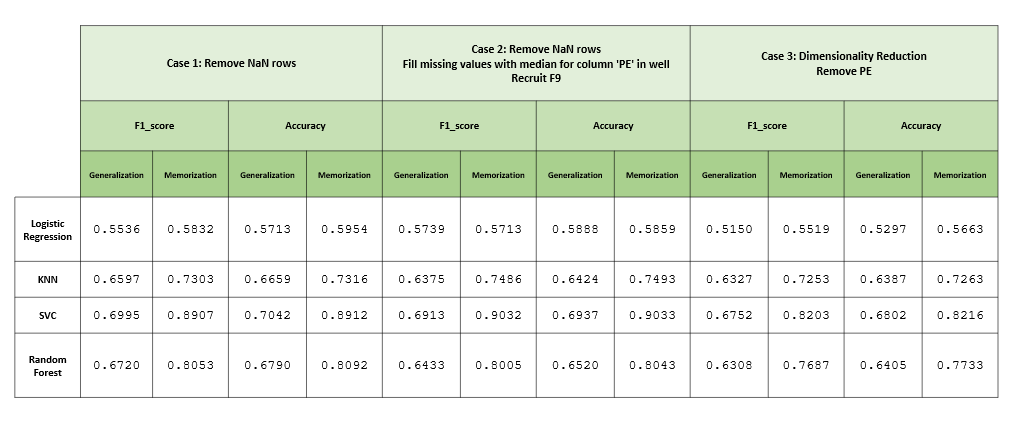 Case 1: Remove NaN rows
Case 2: Remove NaN rows
Fill missing values with median for column 'PE' in well
Recruit F9
Case 3: Dimensionality Reduction
Remove PE
F1_score Accuracy F1_score Accuracy F1_score Accuracy
Generalization Memorization Generalization Memorization Generalization Memorization Generalization Memorization Generalization Memorization Generalization Memorization
Logistic
Regression 0.5536 0.5832 0.5713 0.5954 0.5739 0.5713 0.5888 0.5859 0.5150 0.5519 0.5297 0.5663
KNN 0.6597 0.7303 0.6659 0.7316 0.6375 0.7486 0.6424 0.7493 0.6327 0.7253 0.6387 0.7263
SVC 0.6995 0.8907 0.7042 0.8912 0.6913 0.9032 0.6937 0.9033 0.6752 0.8203 0.6802 0.8216
Random
Forest 0.6720 0.8053 0.6790 0.8092 0.6433 0.8005 0.6520 0.8043 0.6308 0.7687 0.6405 0.7733